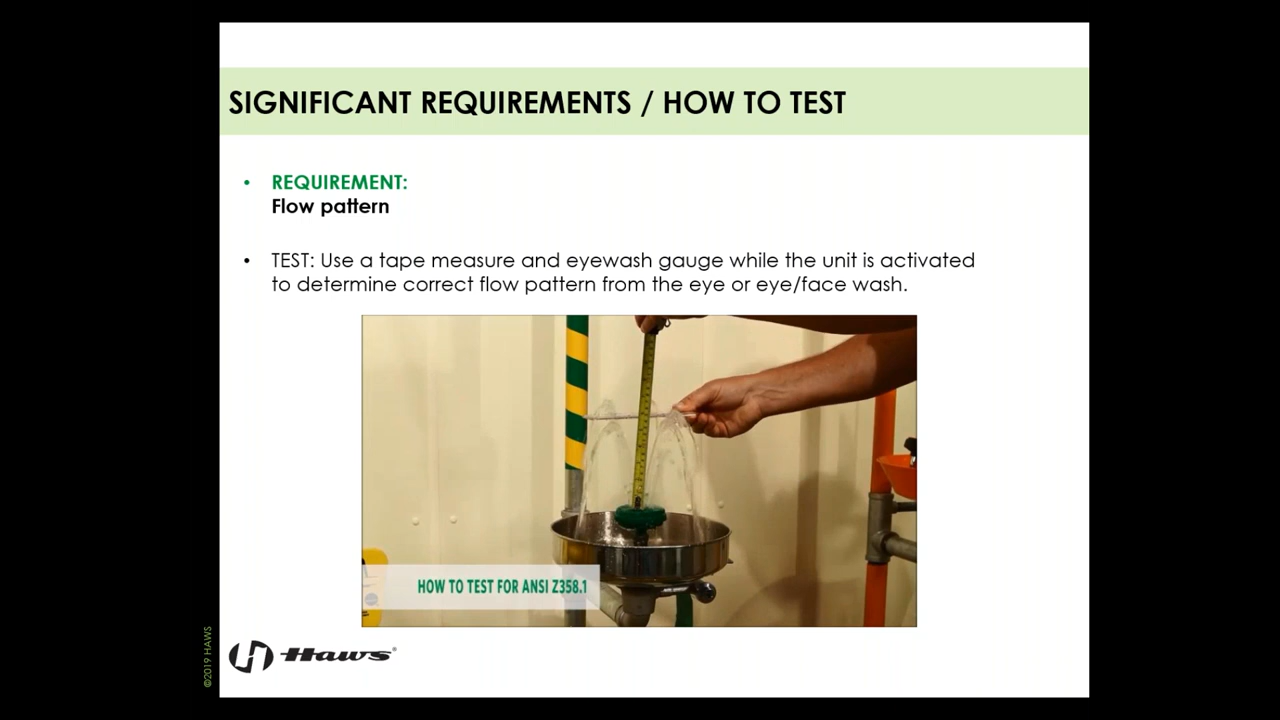 SIGNIFICANT REQUIREMENTS / HOW TO TEST
• REQUIREMENT:
Flow pattern
• TEST: Use a tape measure and eyewash gauge while the unit is activated
to determine correct flow pattern from the eye or eye/face wash.
HOW TO TEST FOR ANSI Z358.1
©2019 HAWS
Haws®